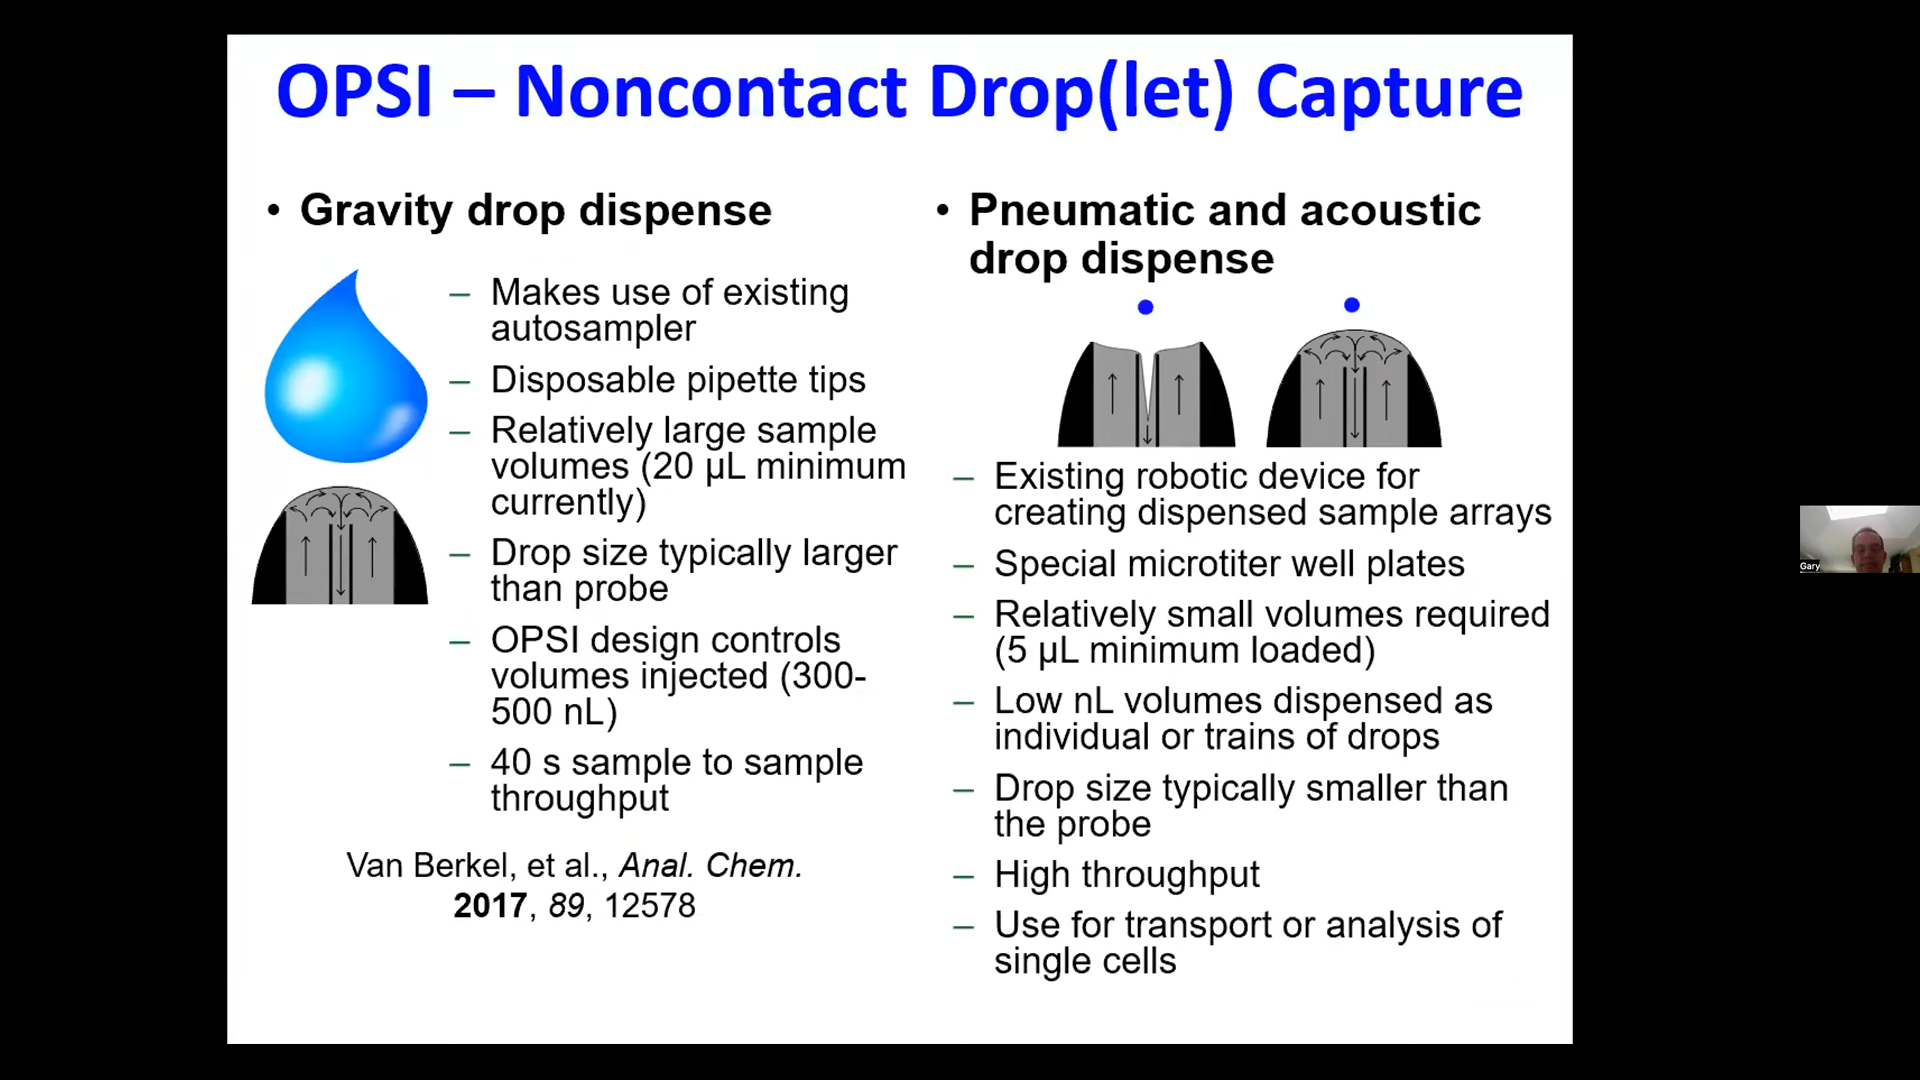 OPSI – Noncontact Drop(let) Capture
• Gravity drop dispense
– Makes use of existing
autosampler
– Disposable pipette tips
– Relatively large sample
volumes (20 µL minimum
currently)
– Drop size typically larger
than probe
– OPSI design controls
volumes injected (300-
500 nL)
– 40 s sample to sample
throughput
Van Berkel, et al., Anal. Chem.
2017, 89, 12578
• Pneumatic and acoustic
drop dispense
– Existing robotic device for
creating dispensed sample arrays
– Special microtiter well plates
– Relatively small volumes required
(5 µL minimum loaded)
– Low nL volumes dispensed as
individual or trains of drops
– Drop size typically smaller than
the probe
– High throughput
– Use for transport or analysis of
single cells
Gary